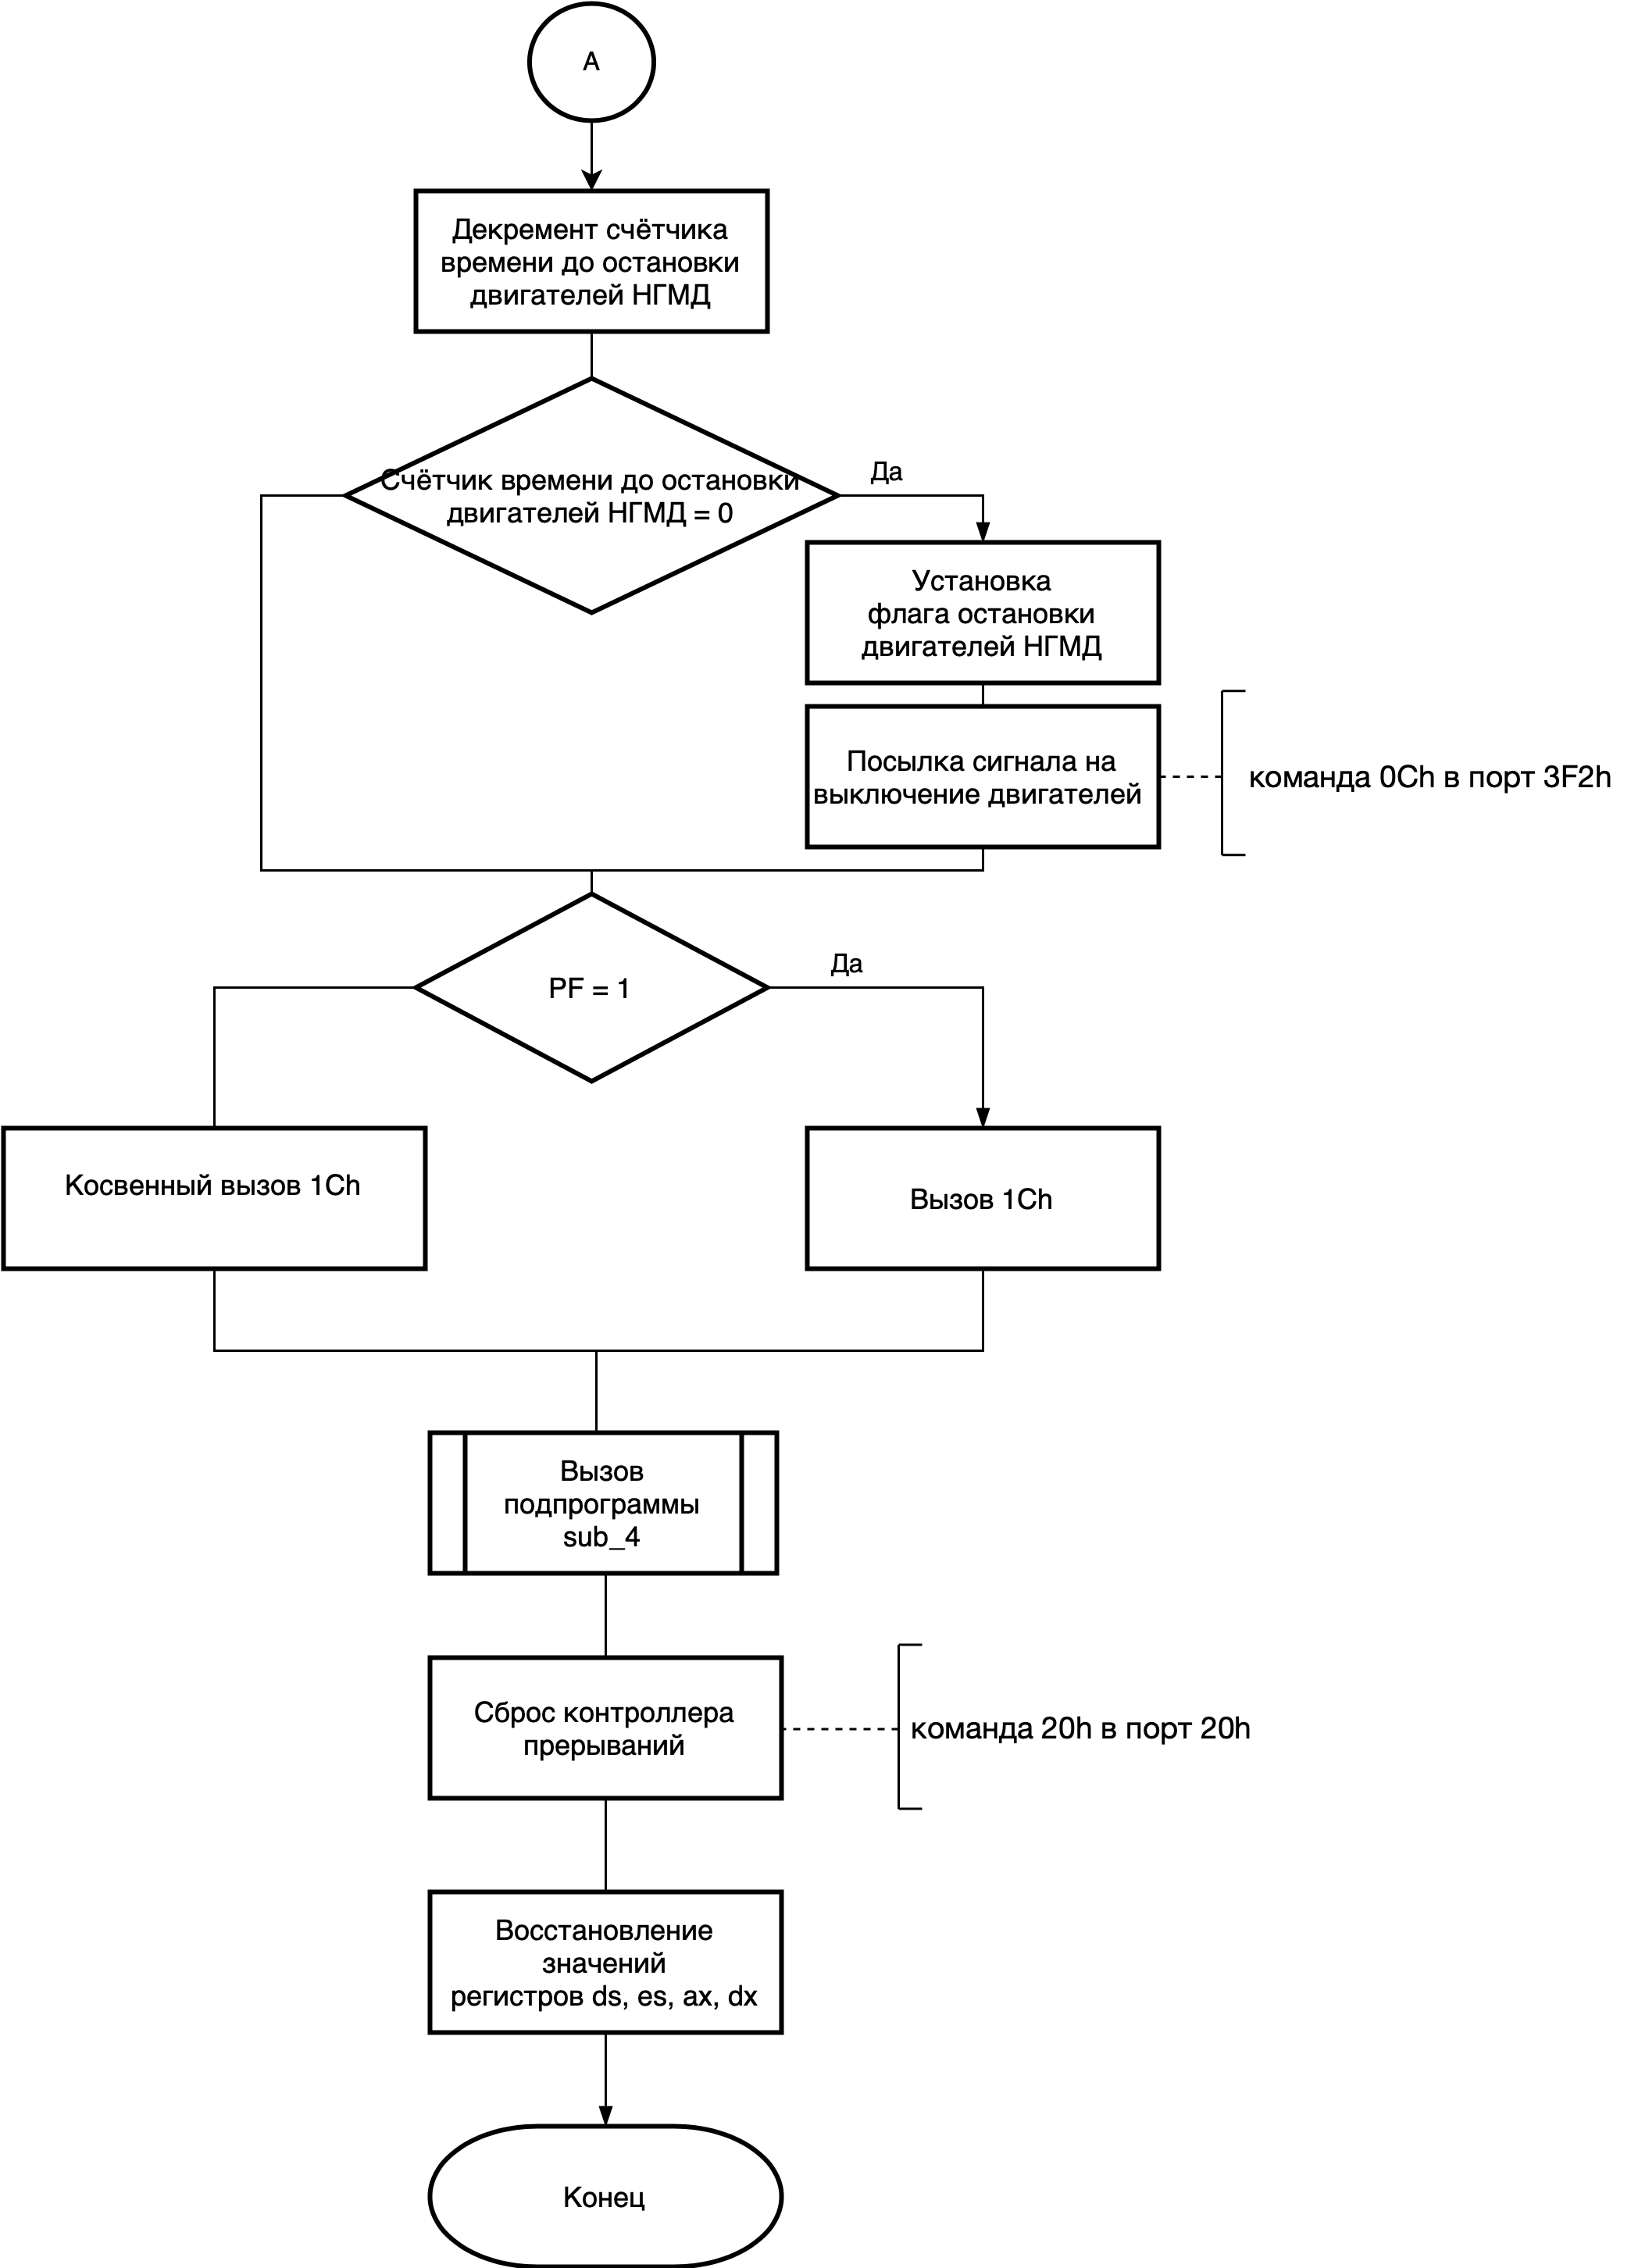 А
Декремент счётчика
времени до остановки
двигателей НГМД
Счётчик времени до остановки
двигателей НГМД = 0
Да
Установка
флага остановки
двигателей НГМД
Посылка сигнала на
выключение двигателей
команда 0Ch в порт 3F2h
PF = 1
Да
Косвенный вызов 1Ch
Вызов 1Ch
Вызов
подпрограммы
sub_4
Сброс контроллера
прерываний
команда 20h в порт 20h
Восстановление
значений
регистров ds, es, ax, dx
Конец